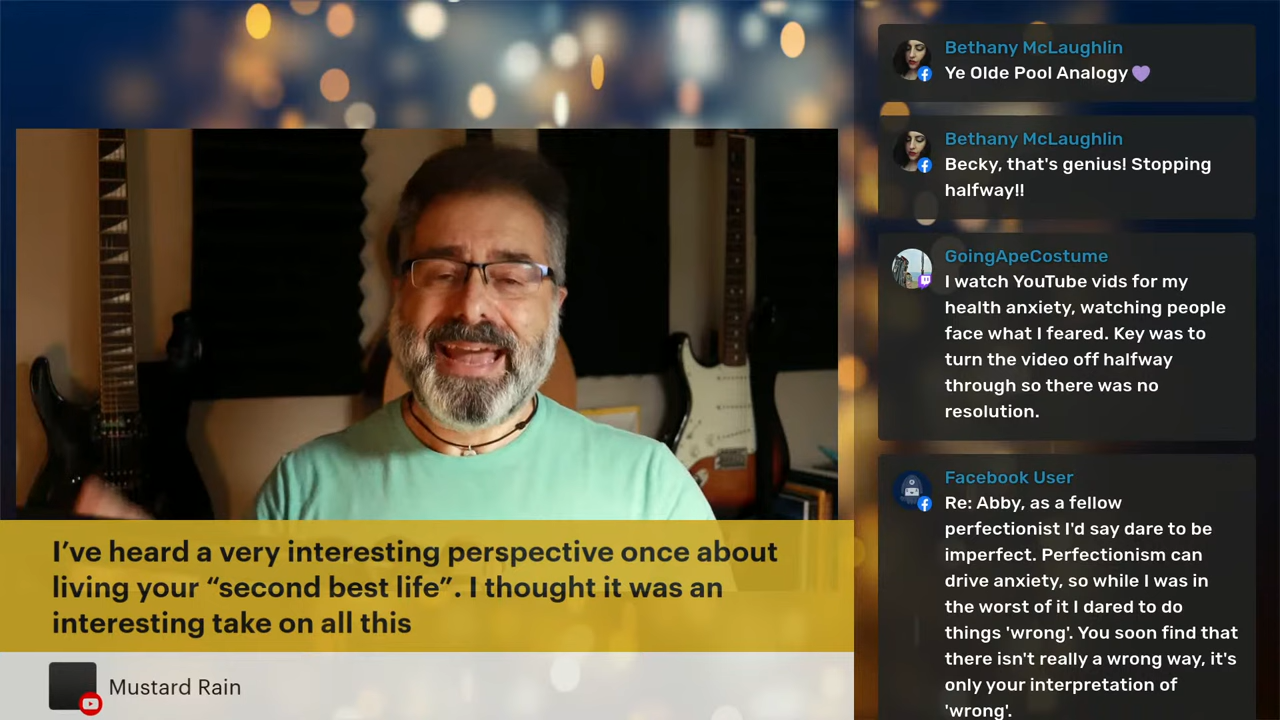 I’ve heard a very interesting perspective once about
living your “second best life”. I thought it was an
interesting take on all this
Mustard Rain
Bethany McLaughlin
Ye Olde Pool Analogy💜
Bethany McLaughlin
Becky, that's genius! Stopping
halfway!!
GoingApeCostume
I watch YouTube vids for my
health anxiety, watching people
face what I feared. Key was to
turn the video off halfway
through so there was no
resolution.
Facebook User
Re: Abby, as a fellow
perfectionist I'd say dare to be
imperfect. Perfectionism can
drive anxiety, so while I was in
the worst of it I dared to do
things 'wrong'. You soon find that
there isn't really a wrong way, it's
only your interpretation of
'wrong'.